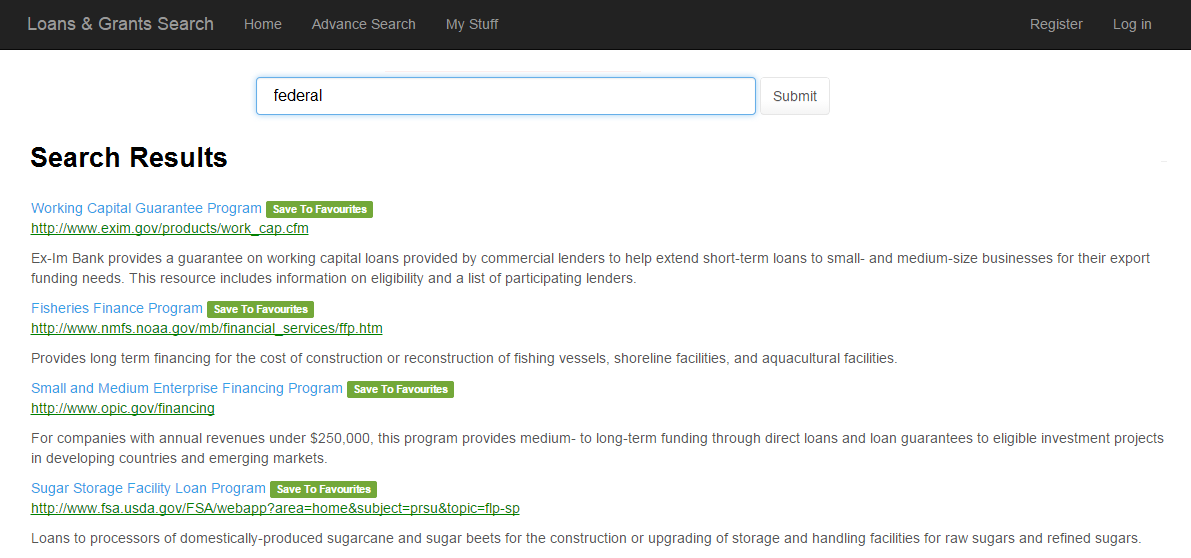 Loans & Grants Search Home Advance Search My Stuff Register Log in
federal Submit
Search Results
Working Capital Guarantee Program Save To Favourites
http://www.exim.gov/products/work_cap.cfm
Ex-Im Bank provides a guarantee on working capital loans provided by commercial lenders to help extend short-term loans to small- and medium-size businesses for their export
funding needs. This resource includes information on eligibility and a list of participating lenders.
Fisheries Finance Program Save To Favourites
http://www.nmfs.noaa.gov/mb/financial_services/ffp.htm
Provides long term financing for the cost of construction or reconstruction of fishing vessels, shoreline facilities, and aquacultural facilities.
Small and Medium Enterprise Financing Program Save To Favourites
http://www.opic.gov/financing
For companies with annual revenues under $250,000, this program provides medium- to long-term funding through direct loans and loan guarantees to eligible investment projects
in developing countries and emerging markets.
Sugar Storage Facility Loan Program Save To Favourites
http://www.fsa.usda.gov/FSA/webapp?area=home&subject=prsu&topic=flp-sp
Loans to processors of domestically-produced sugarcane and sugar beets for the construction or upgrading of storage and handling facilities for raw sugars and refined sugars.